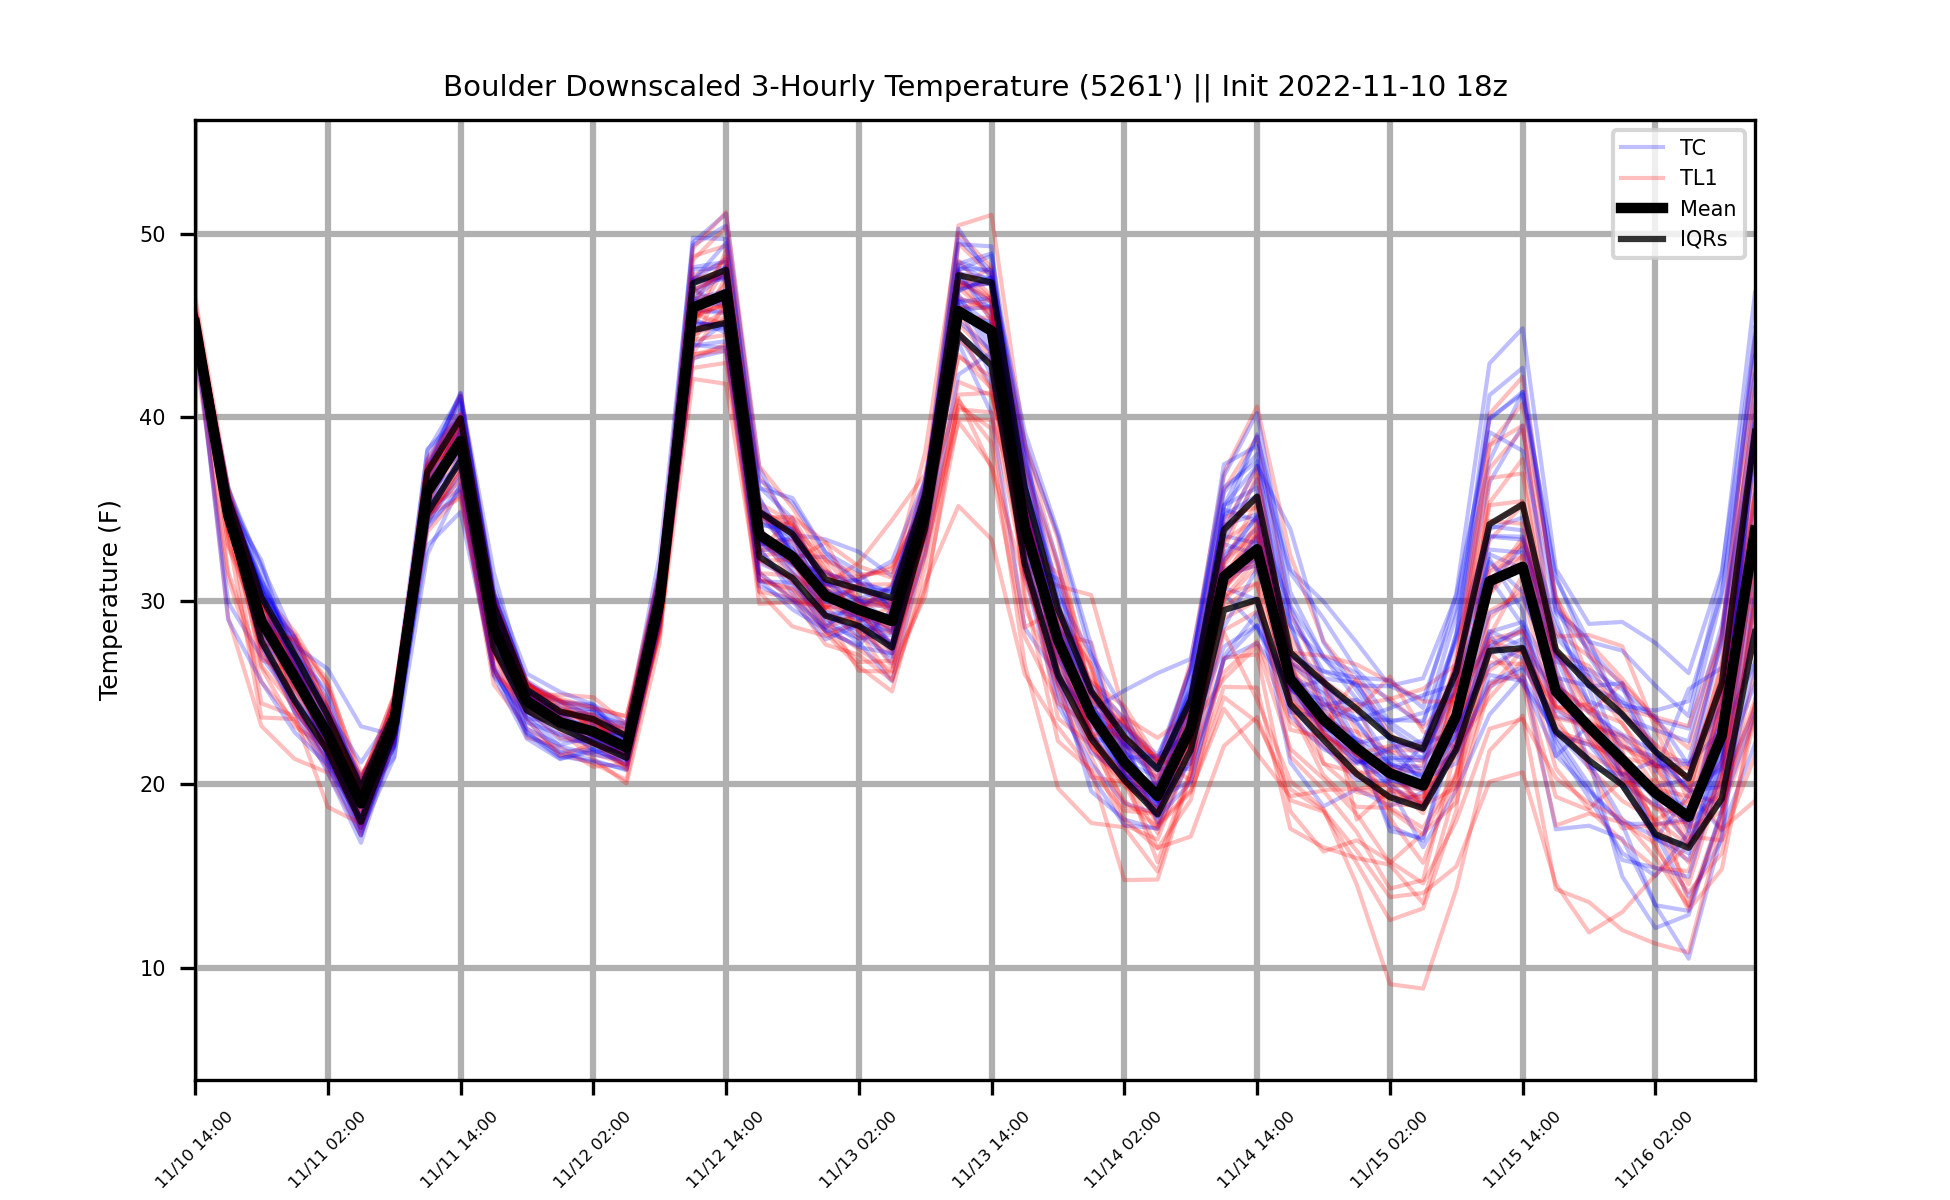 Boulder Downscaled 3-Hourly Temperature (5261') || Init 2022-11-10 18z
TC
TL1
Mean
IQRs
Temperature (F)
50
40
30
20
10
11/10 14:00
11/11 02:00
11/11 14:00
11/12 02:00
11/12 14:00
11/13 02:00
11/13 14:00
11/14 02:00
11/14 14:00
11/15 02:00
11/15 14:00
11/16 02:00